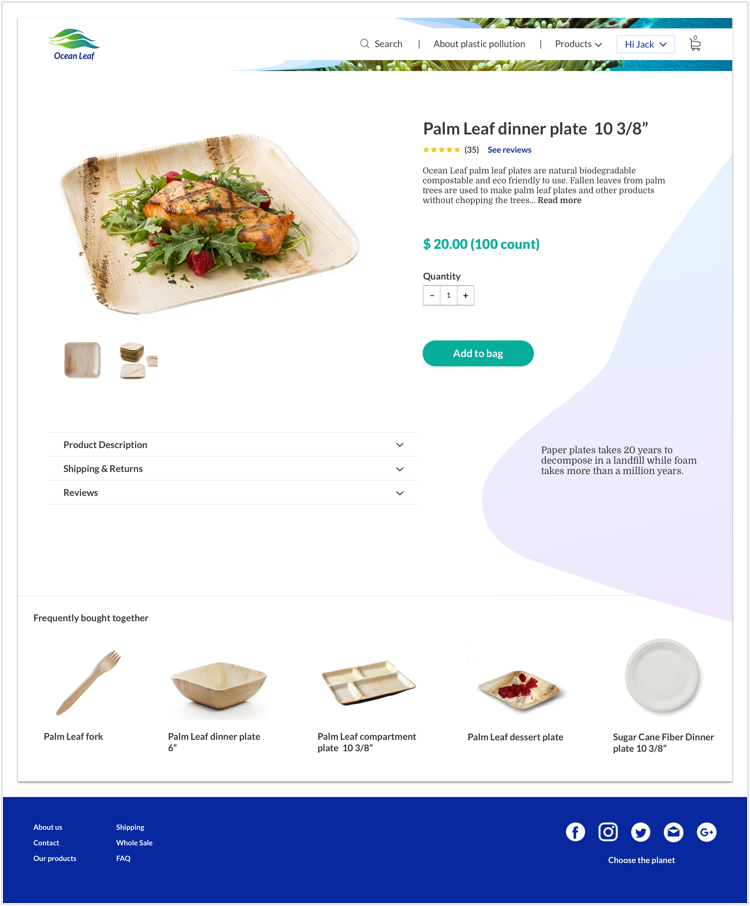 Ocean Leaf
Search | About plastic pollution | Products
Hi Jack
0
Palm Leaf dinner plate 10 3/8”
(35) See reviews
Ocean Leaf palm leaf plates are natural biodegradable
compostable and eco friendly to use. Fallen leaves from palm
trees are used to make palm leaf plates and other products
without chopping the trees... Read more
$ 20.00 (100 count)
Quantity
- 1 +
Add to bag
Product Description
Shipping & Returns
Reviews
Paper plates takes 20 years to
decompose in a landfill while foam
takes more than a million years.
Frequently bought together
Palm Leaf fork
Palm Leaf dinner plate
6”
Palm Leaf compartment
plate 10 3/8”
Palm Leaf dessert plate
Sugar Cane Fiber Dinner
plate 10 3/8”
About us
Contact
Our products
Shipping
Whole Sale
FAQ
G+
Choose the planet